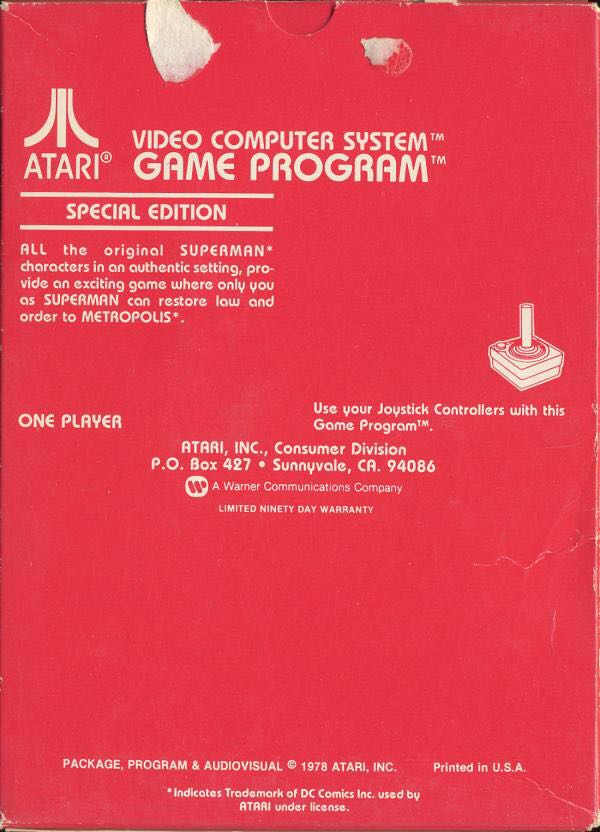 ATARI®
VIDEO COMPUTER SYSTEM™
GAME PROGRAM™
SPECIAL EDITION
ALL the original SUPERMAN*
characters in an authentic setting, pro-
vide an exciting game where only you
as SUPERMAN can restore law and
order to METROPOLIS*.
Use your Joystick Controllers with this
Game Program™.
ONE PLAYER
ATARI, INC., Consumer Division
P.O. Box 427 • Sunnyvale, CA. 94086
A Warner Communications Company
LIMITED NINETY DAY WARRANTY
PACKAGE, PROGRAM & AUDIOVISUAL © 1978 ATARI, INC. Printed in U.S.A.
*Indicates Trademark of DC Comics Inc. used by
ATARI under license.